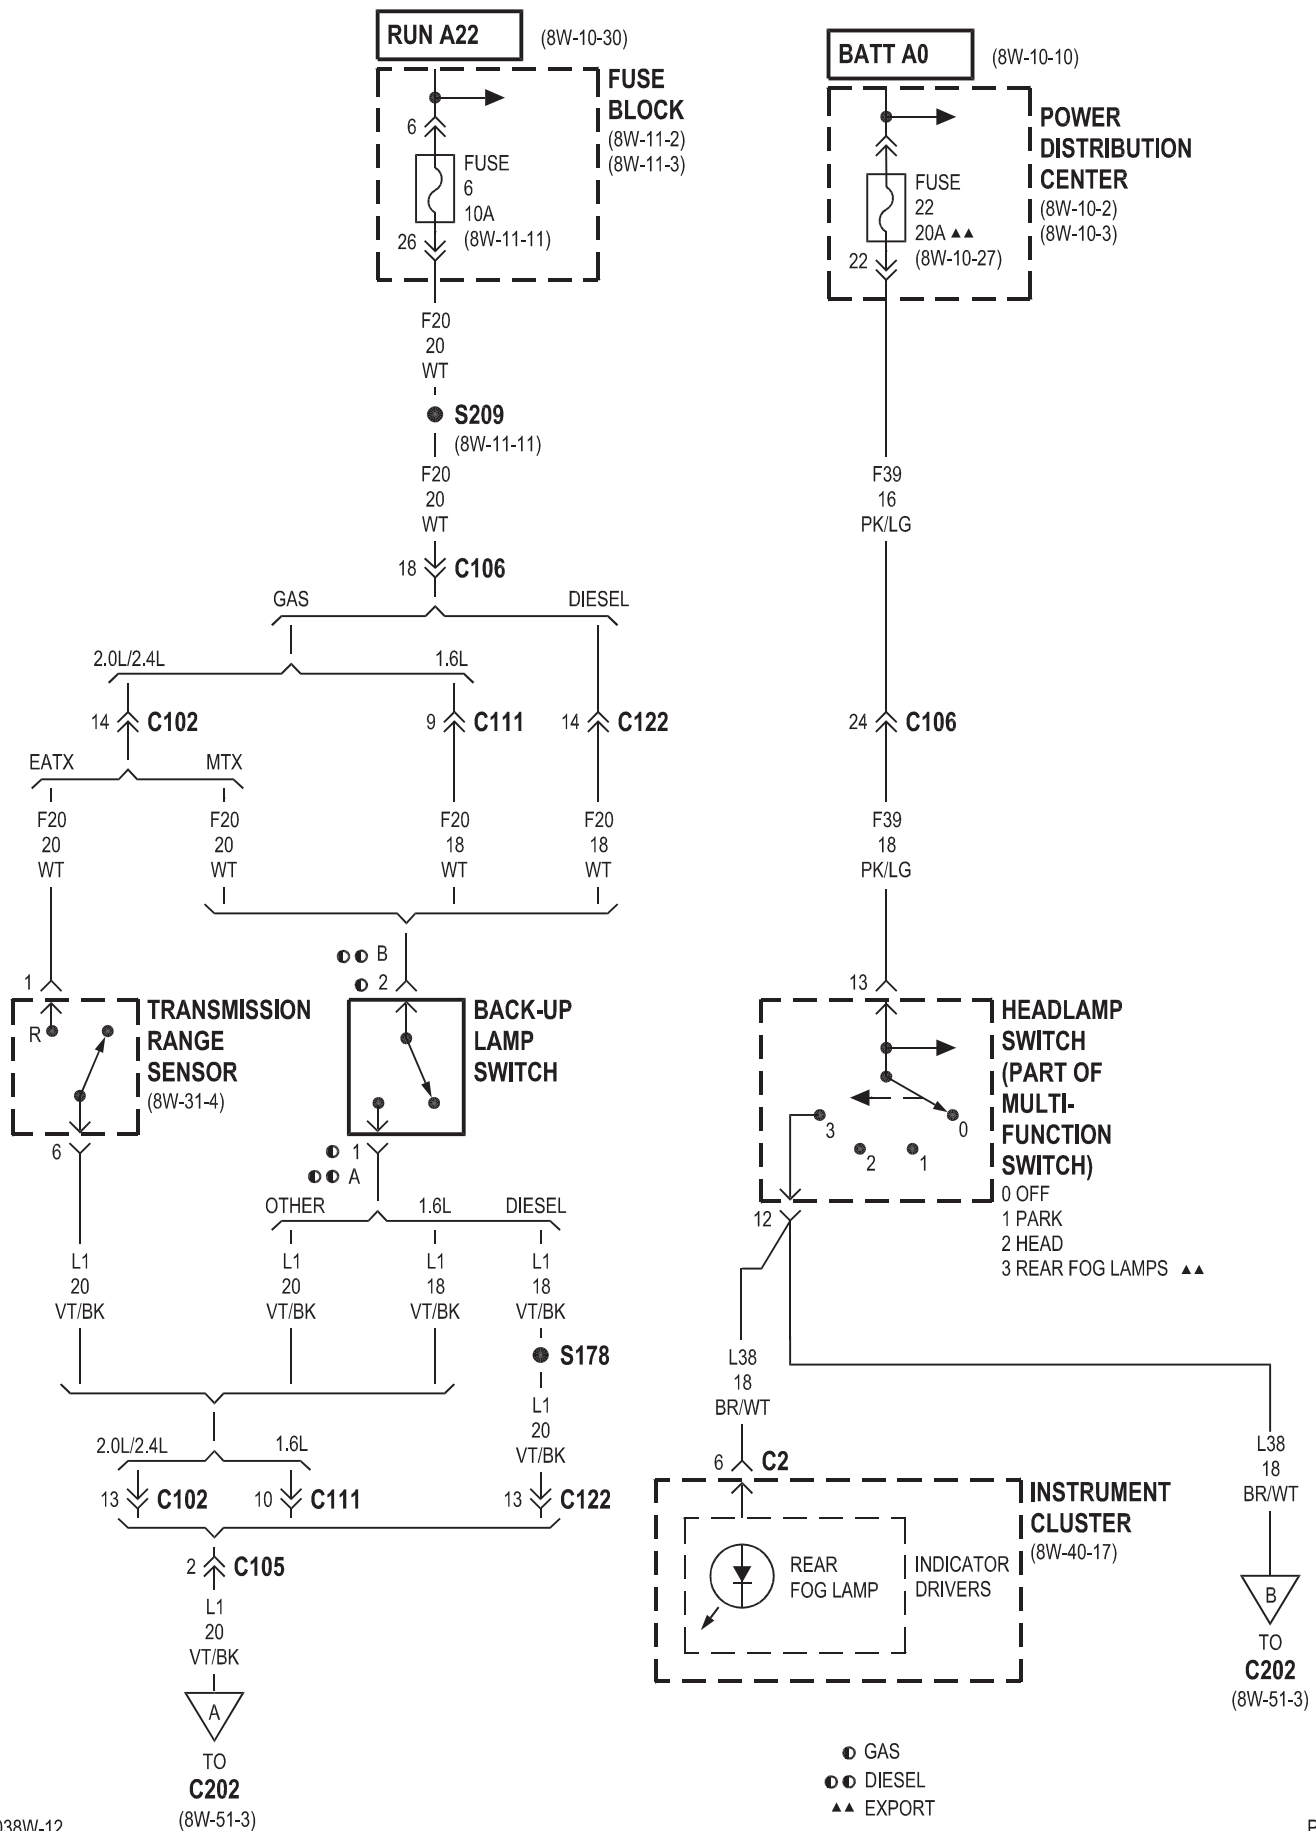 RUN A22
(8W-10-30)
FUSE
BLOCK
(8W-11-2)
(8W-11-3)
6
FUSE
6
10A
(8W-11-11)
26
F20
20
WT
S209
(8W-11-11)
F20
20
WT
18
C106
GAS
DIESEL
2.0L/2.4L
1.6L
14
C102
9
C111
14
C122
EATX
MTX
F20
20
WT
F20
20
WT
F20
18
WT
F20
18
WT
1
R
TRANSMISSION
RANGE
SENSOR
(8W-31-4)
6
B
2
BACK-UP
LAMP
SWITCH
1
A
OTHER
1.6L
DIESEL
L1
20
VT/BK
L1
20
VT/BK
L1
18
VT/BK
L1
18
VT/BK
S178
L1
20
VT/BK
2.0L/2.4L
1.6L
13
C102
10
C111
13
C122
2
C105
L1
20
VT/BK
A
TO
C202
(8W-51-3)
BATT A0
(8W-10-10)
POWER
DISTRIBUTION
CENTER
(8W-10-2)
(8W-10-3)
FUSE
22
20A ▲▲
(8W-10-27)
22
F39
16
PK/LG
24
C106
F39
18
PK/LG
13
HEADLAMP
SWITCH
(PART OF
MULTI-
FUNCTION
SWITCH)
0 OFF
1 PARK
2 HEAD
3 REAR FOG LAMPS ▲▲
3
2
1
0
12
L38
18
BR/WT
6
C2
INSTRUMENT
CLUSTER
(8W-40-17)
REAR
FOG LAMP
INDICATOR
DRIVERS
L38
18
BR/WT
B
TO
C202
(8W-51-3)
◐ GAS
◐◐ DIESEL
▲▲ EXPORT
038W-12